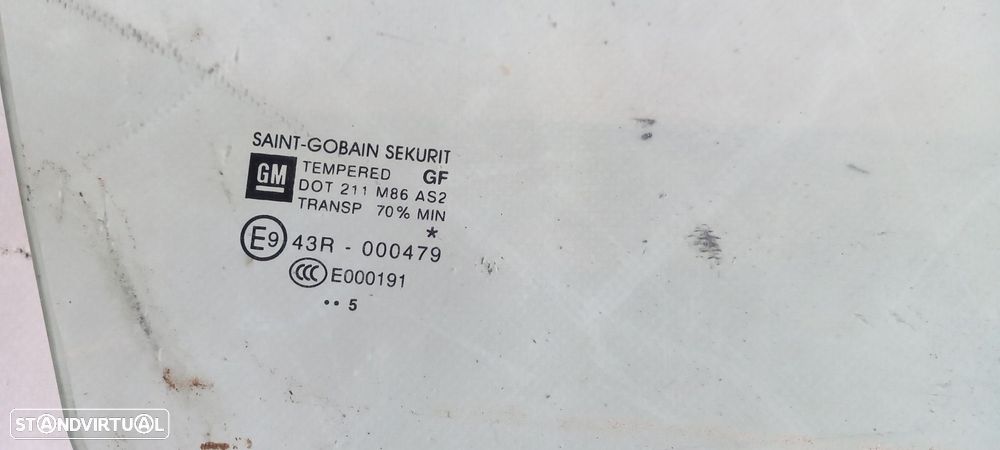 SAINT-GOBAIN SEKURIT
GM TEMPERED GF
DOT 211 M86 AS2
TRANSP 70% MIN
*
E9 43R - 000479
CCC E000191
•• 5
STANDVIRTUAL